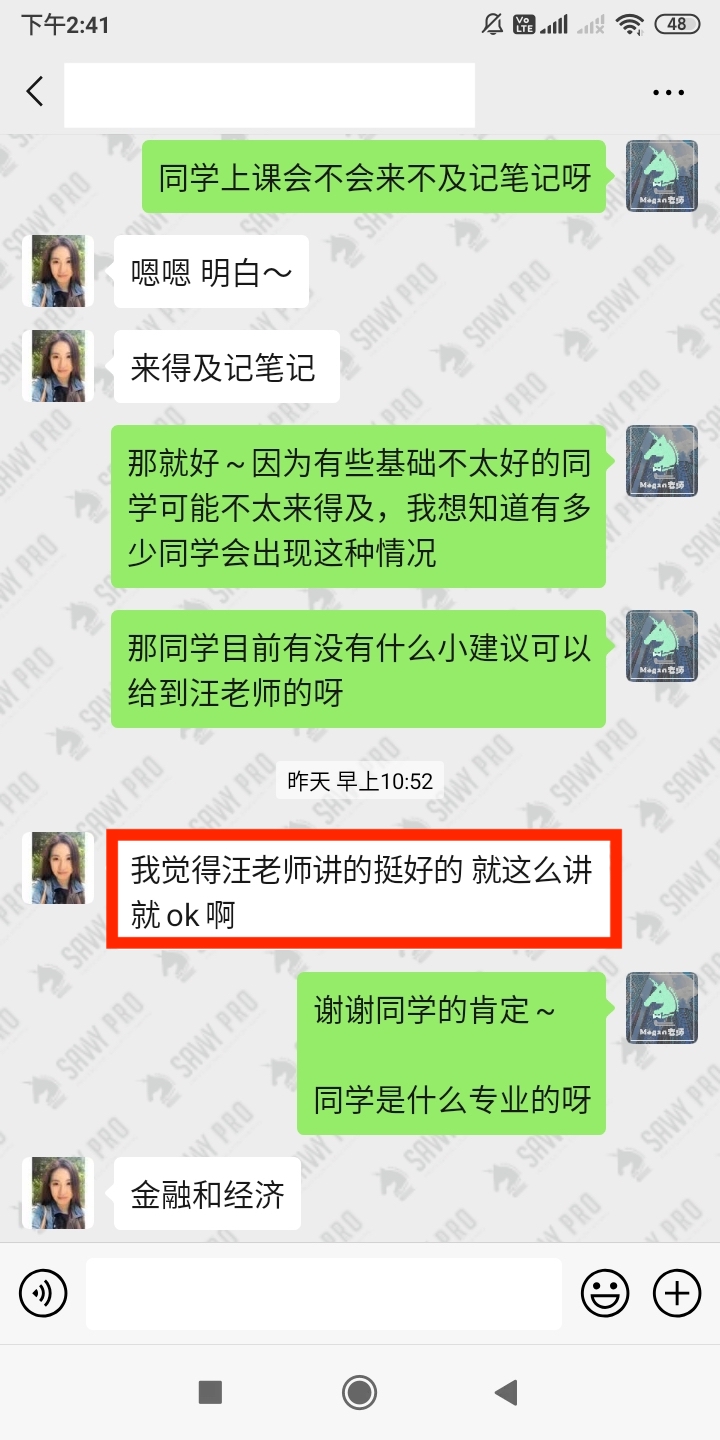 下午2:41
Vo LTE
48
同学上课会不会来不及记笔记呀
Megan老师
嗯嗯 明白～
来得及记笔记
那就好～因为有些基础不太好的同
学可能不太来得及，我想知道有多
少同学会出现这种情况
Megan老师
那同学目前有没有什么小建议可以
给到汪老师的呀
Megan老师
昨天 早上10:52
我觉得汪老师讲的挺好的 就这么讲
就ok啊
谢谢同学的肯定～
同学是什么专业的呀
Megan老师
金融和经济
SAWY PRO